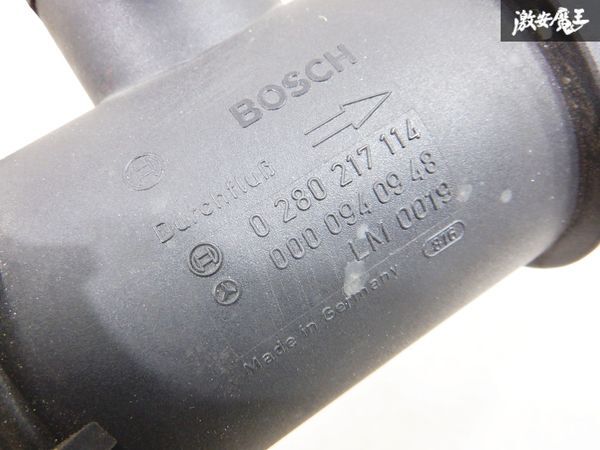 激安魔王
BOSCH
Durchfluß
0 280 217 114
000 094 09 48
LM 0019
816
Made in Germany